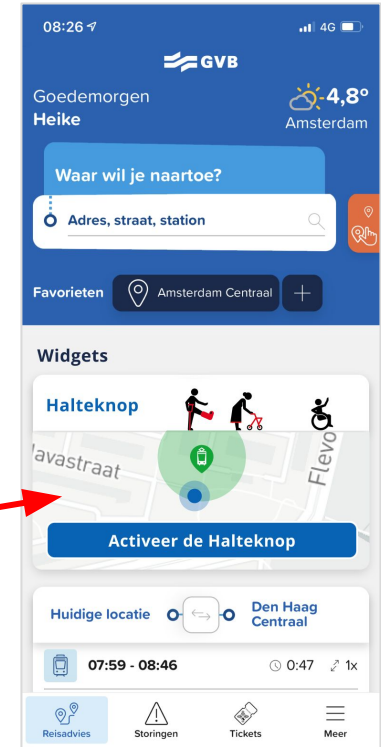 08:26 4G
GVB
Goedemorgen
Heike
-4,8°
Amsterdam
Waar wil je naartoe?
Adres, straat, station
Favorieten Amsterdam Centraal +
Widgets
Halteknop
Javastraat
Flevo
Activeer de Halteknop
Huidige locatie Den Haag Centraal
07:59 - 08:46 0:47 1x
Reisadvies Storingen Tickets Meer